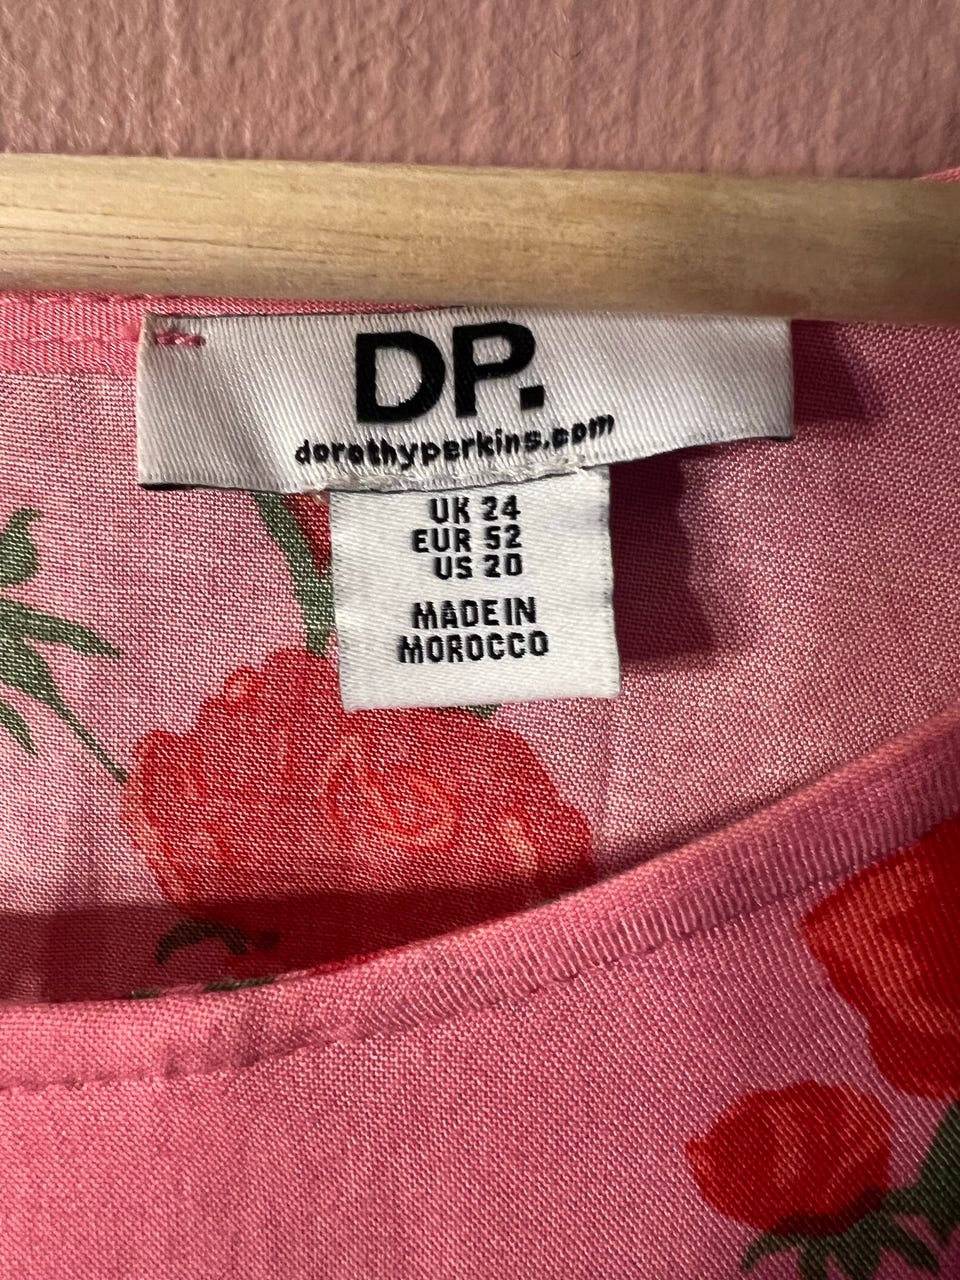 DP.
dorothyperkins.com
UK 24
EUR 52
US 20
MADE IN
MOROCCO